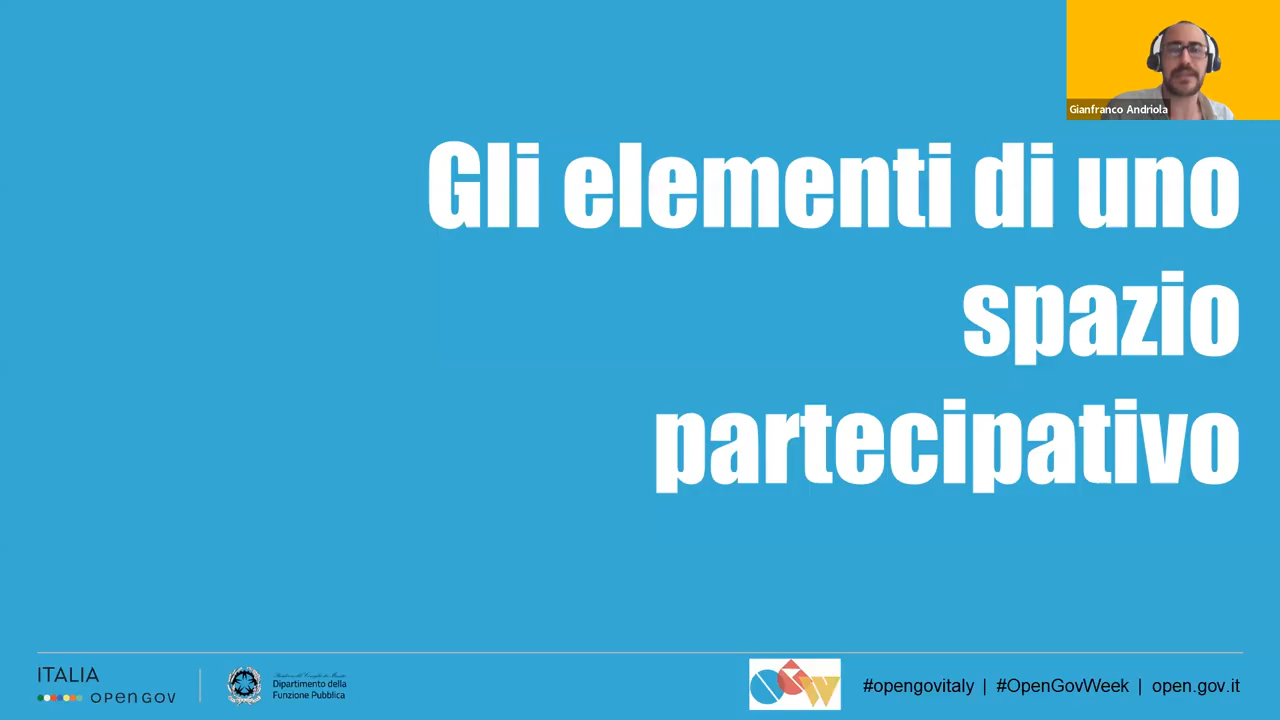 Gianfranco Andriola
Gli elementi di uno
spazio
partecipativo
ITALIA
open gov
Dipartimento della
Funzione Pubblica
OGW
#opengovitaly | #OpenGovWeek | open.gov.it